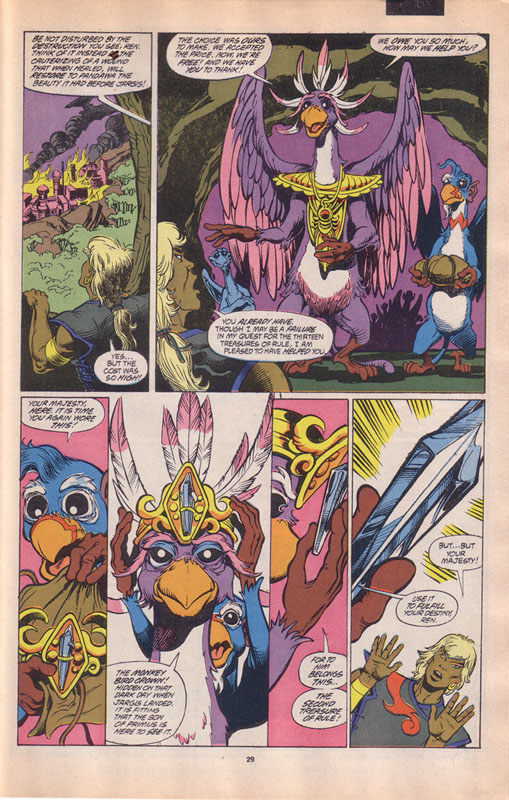 BE NOT DISTURBED BY THE
DESTRUCTION YOU SEE, REN.
THINK OF IT INSTEAD AS THE
CAUTERIZING OF A WOUND
THAT WHEN HEALED, WILL
RESTORE TO PANDAWA THE
BEAUTY IT HAD BEFORE JARGIS!
YES...
BUT THE
COST WAS
SO HIGH!
THE CHOICE WAS OURS
TO MAKE. WE ACCEPTED
THE PRICE. NOW, WE'RE
FREE! AND WE HAVE
YOU TO THANK!
WE OWE YOU SO MUCH,
HOW MAY WE HELP YOU?
YOU ALREADY HAVE.
THOUGH I MAY BE A FAILURE
IN MY QUEST FOR THE THIRTEEN
TREASURES OF RULE, I AM
PLEASED TO HAVE HELPED YOU.
YOUR MAJESTY,
HERE. IT IS TIME
YOU AGAIN WORE
THIS!
THE MONKEY
BIRD CROWN!
HIDDEN ON THAT
DARK DAY WHEN
JARGIS LANDED.
IT IS FITTING
THAT THE SON
OF PRIMUS IS
HERE TO SEE IT.
FOR TO
HIM
BELONGS
THIS...
THE
SECOND
TREASURE
OF RULE!
BUT...BUT
YOUR
MAJESTY!
USE IT
TO FULFILL
YOUR DESTINY,
REN.
29